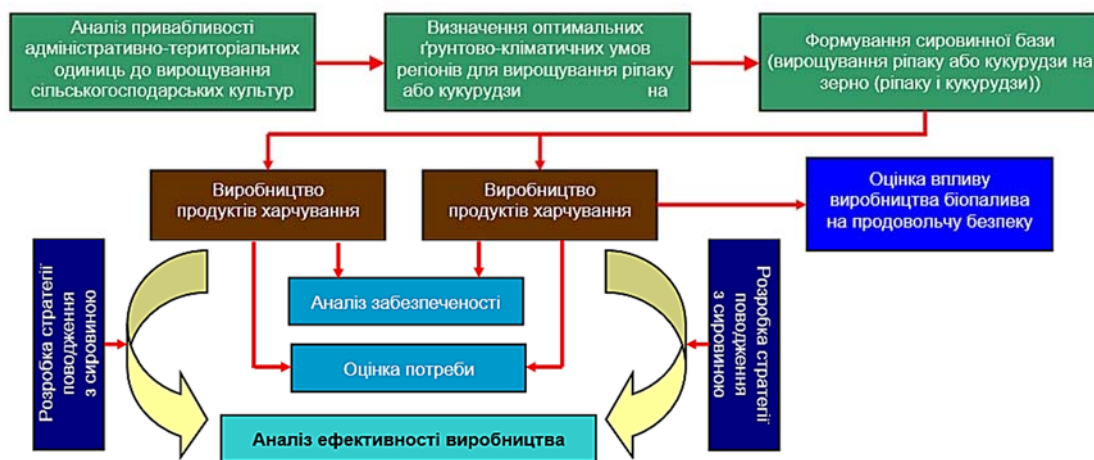 Аналіз привабливості
адміністративно-територіальних
одиниць до вирощування
сільськогосподарських культур
Визначення оптимальних
ґрунтово-кліматичних умов
регіонів для вирощування ріпаку
або кукурудзи на
Формування сировинної бази
(вирощування ріпаку або кукурудзи на
зерно (ріпаку і кукурудзи))
Виробництво
продуктів харчування
Виробництво
продуктів харчування
Оцінка впливу
виробництва біопалива
на продовольчу безпеку
Розробка стратегії
поводження
з сировиною
Аналіз забезпеченості
Оцінка потреби
Розробка стратегії
поводження
з сировиною
Аналіз ефективності виробництва